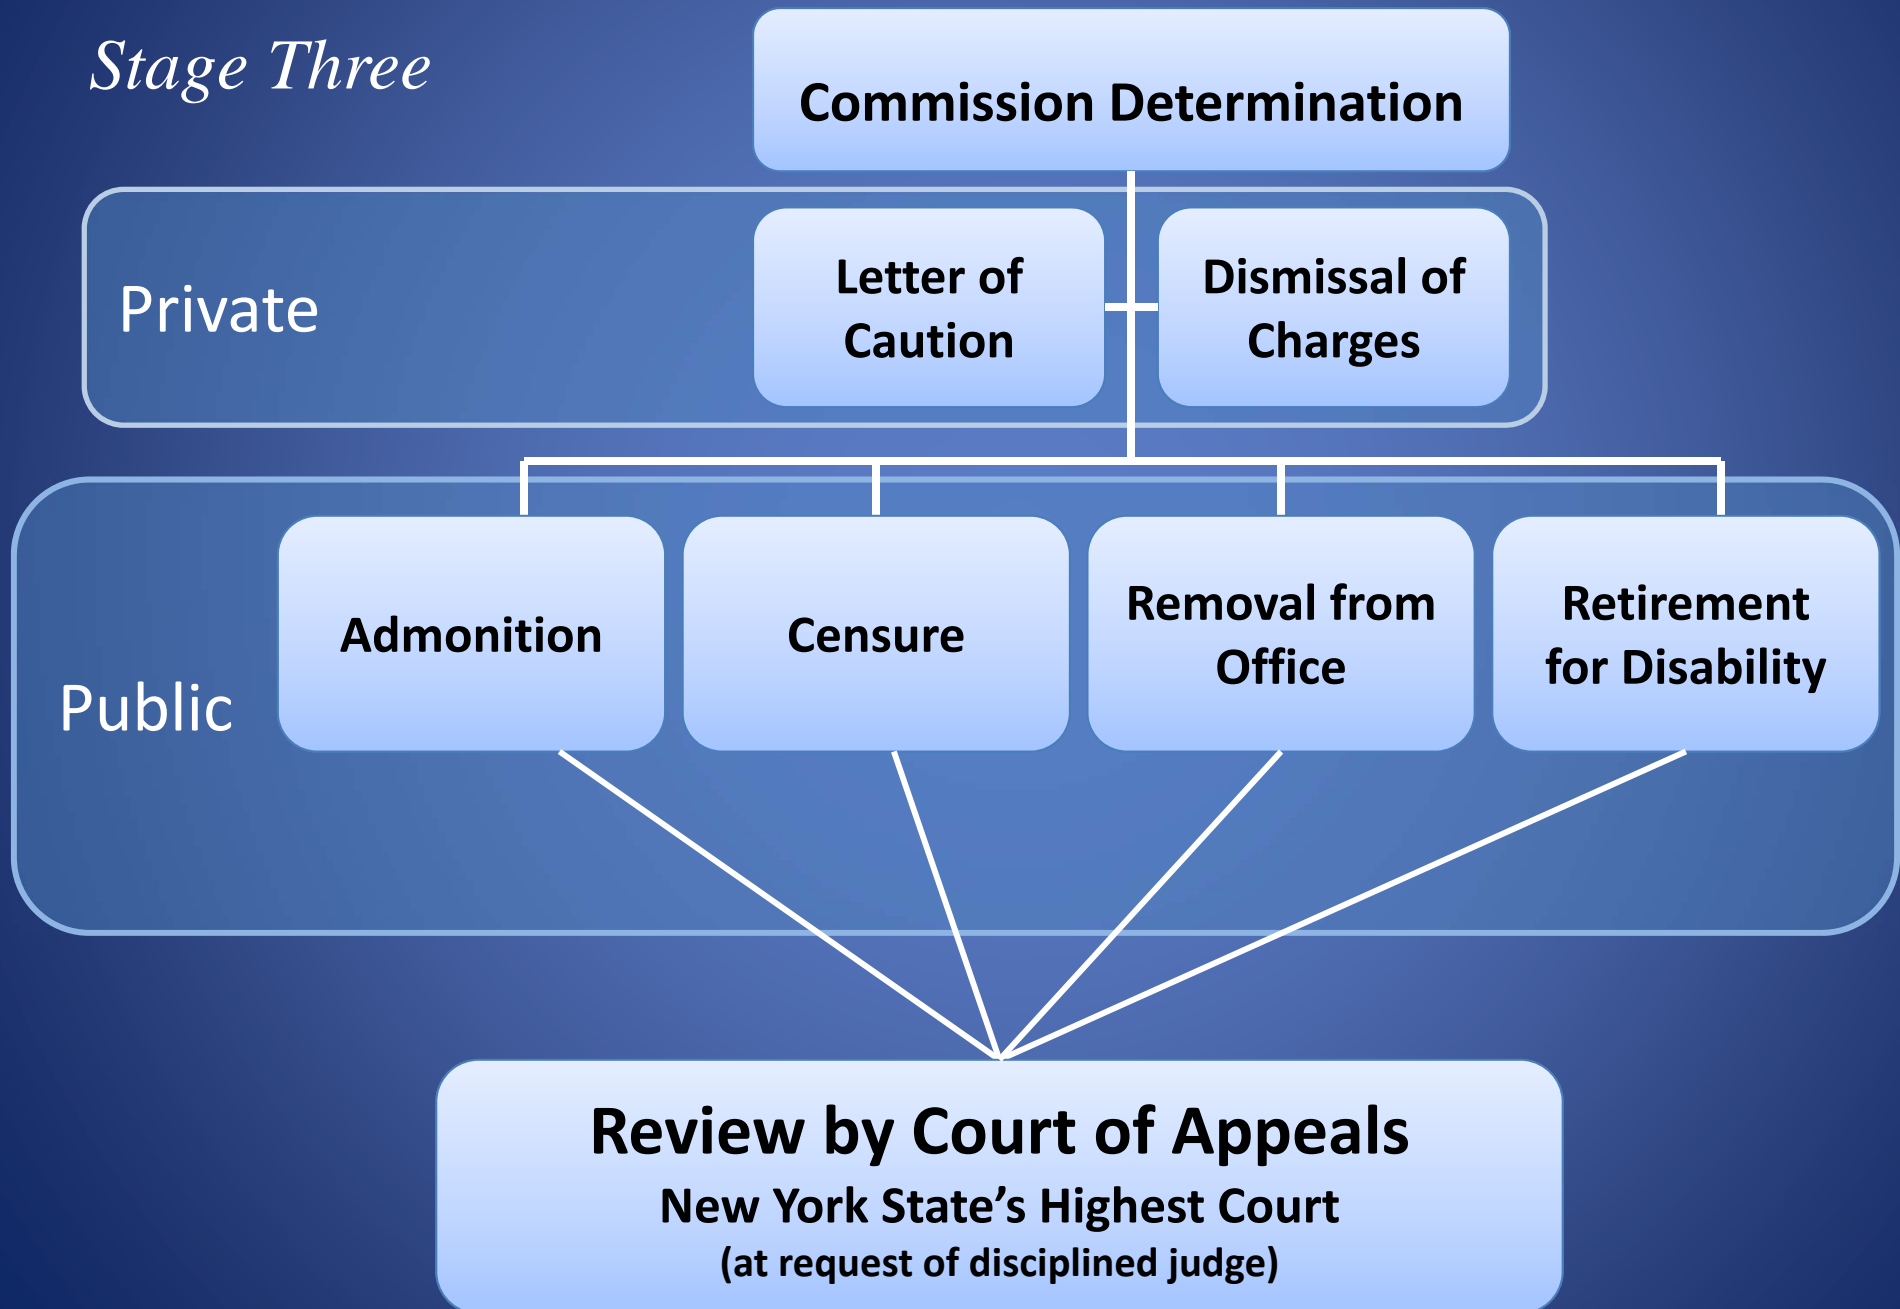 Stage Three
Commission Determination
Private
Letter of
Caution
Dismissal of
Charges
Public
Admonition
Censure
Removal from
Office
Retirement
for Disability
Review by Court of Appeals
New York State’s Highest Court
(at request of disciplined judge)